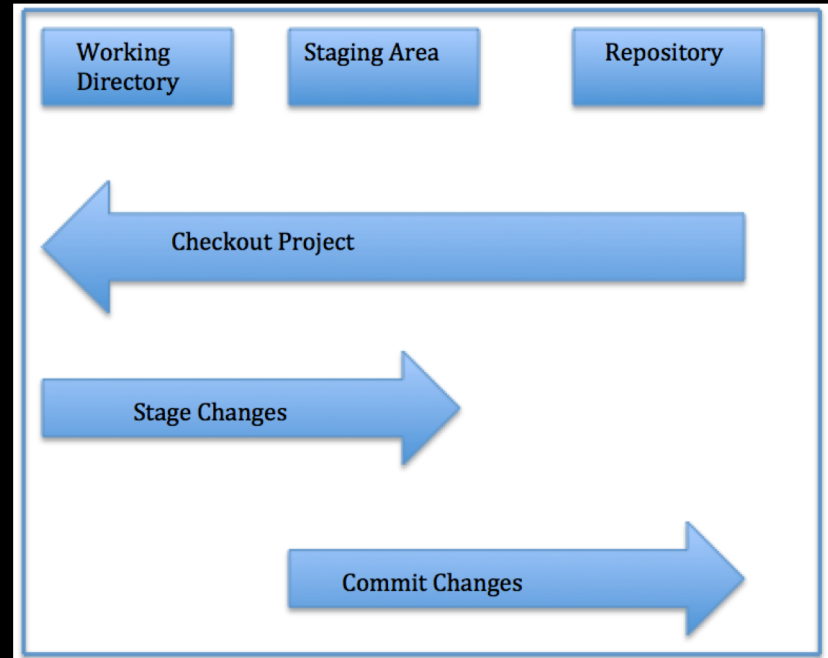 Working
Directory
Staging Area
Repository
Checkout Project
Stage Changes
Commit Changes